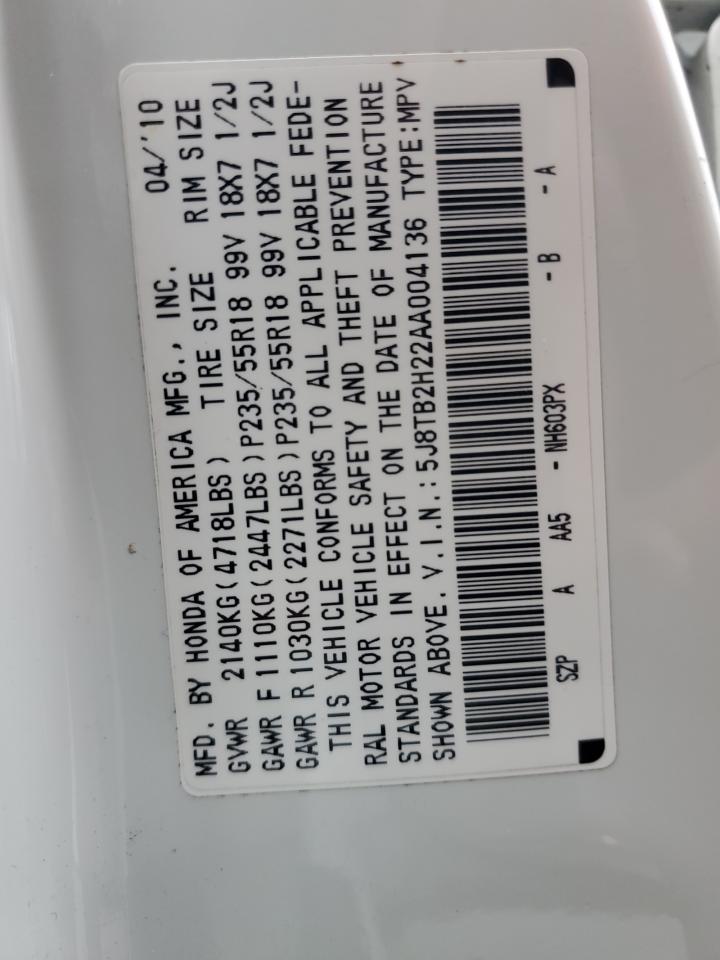 MFD. BY HONDA OF AMERICA MFG., INC. 04/'10
GVWR 2140KG(4718LBS) TIRE SIZE RIM SIZE
GAWR F 1110KG(2447LBS)P235/55R18 99V 18X7 1/2J
GAWR R 1030KG(2271LBS)P235/55R18 99V 18X7 1/2J
THIS VEHICLE CONFORMS TO ALL APPLICABLE FEDE-
RAL MOTOR VEHICLE SAFETY AND THEFT PREVENTION
STANDARDS IN EFFECT ON THE DATE OF MANUFACTURE
SHOWN ABOVE. V.I.N.:5J8TB2H22AA004136 TYPE:MPV
SZP A AA5 - NH603PX - B - A